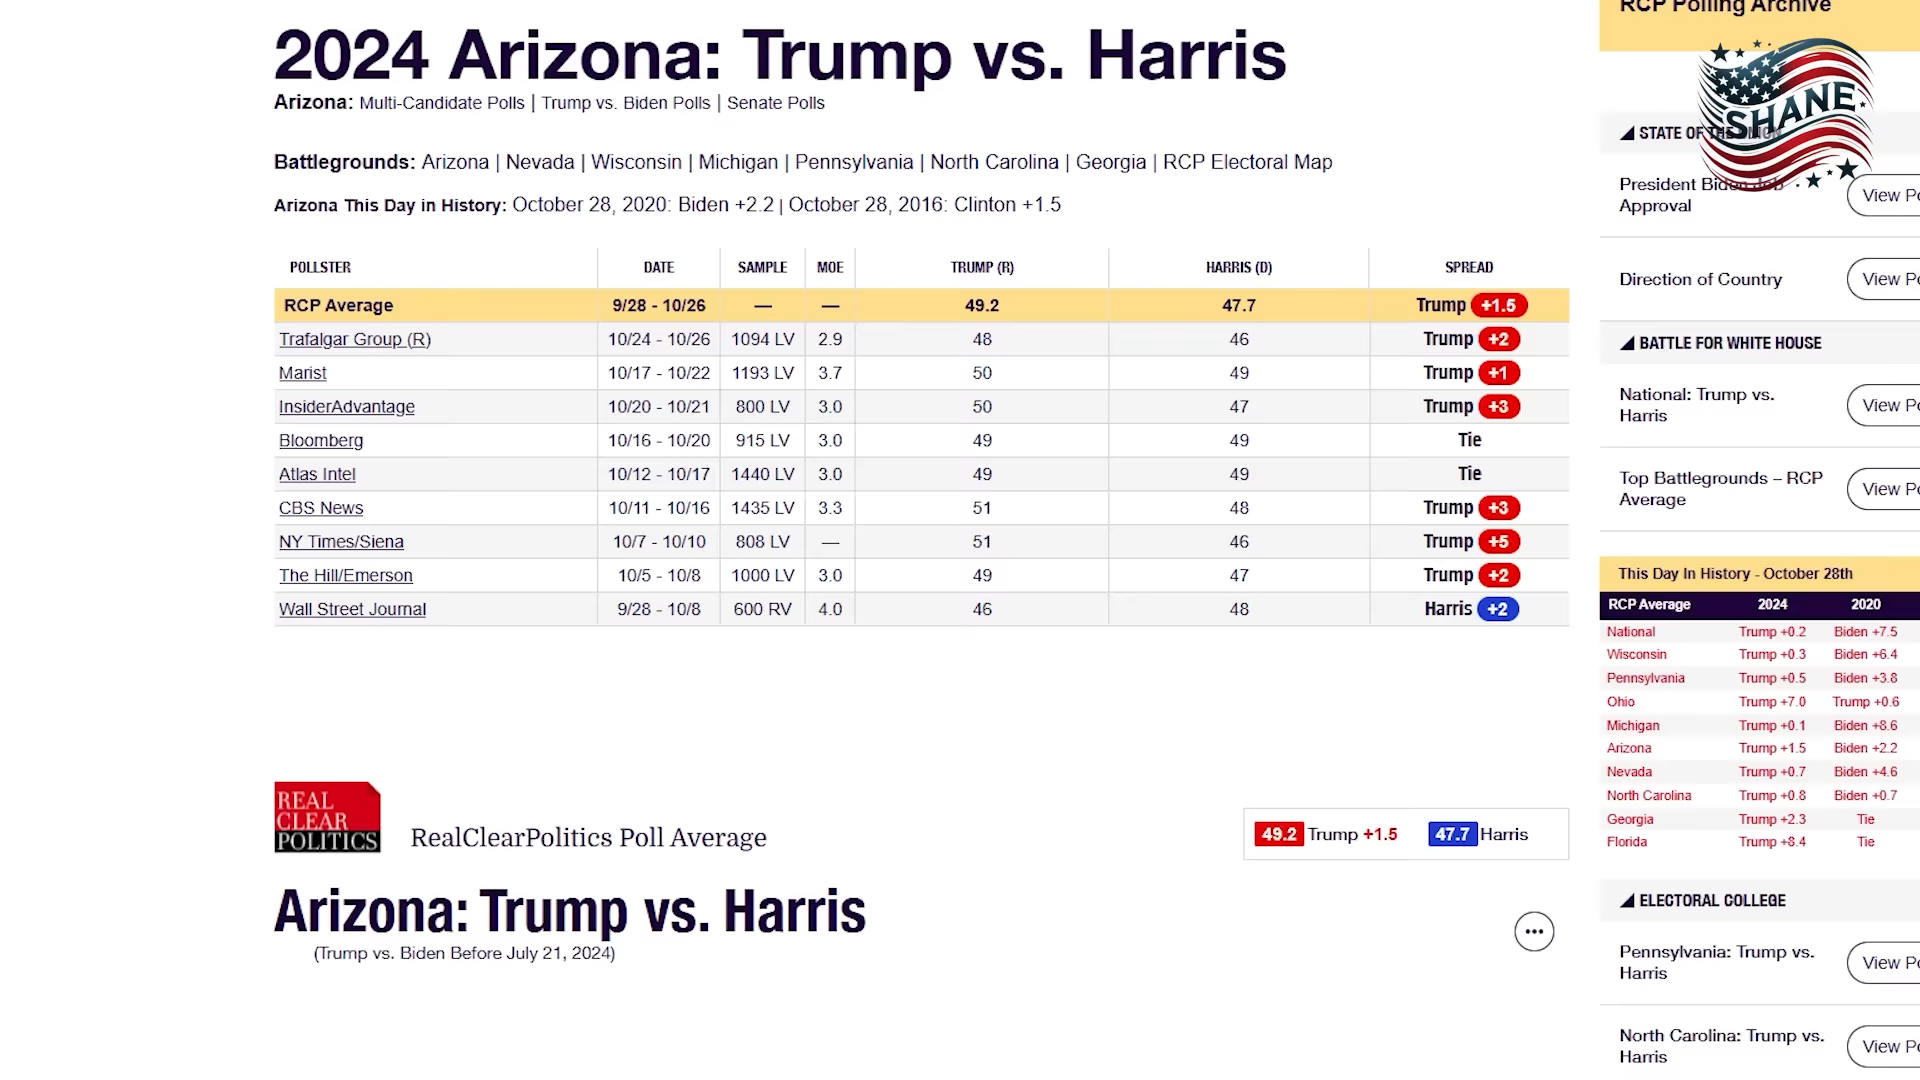 2024 Arizona: Trump vs. Harris
Arizona: Multi-Candidate Polls | Trump vs. Biden Polls | Senate Polls
Battlegrounds: Arizona | Nevada | Wisconsin | Michigan | Pennsylvania | North Carolina | Georgia | RCP Electoral Map
Arizona This Day in History: October 28, 2020: Biden +2.2 | October 28, 2016: Clinton +1.5
POLLSTER DATE SAMPLE MOE TRUMP (R) HARRIS (D) SPREAD
RCP Average 9/28 - 10/26 — — 49.2 47.7 Trump +1.5
Trafalgar Group (R) 10/24 - 10/26 1094 LV 2.9 48 46 Trump +2
Marist 10/17 - 10/22 1193 LV 3.7 50 49 Trump +1
InsiderAdvantage 10/20 - 10/21 800 LV 3.0 50 47 Trump +3
Bloomberg 10/16 - 10/20 915 LV 3.0 49 49 Tie
Atlas Intel 10/12 - 10/17 1440 LV 3.0 49 49 Tie
CBS News 10/11 - 10/16 1435 LV 3.3 51 48 Trump +3
NY Times/Siena 10/7 - 10/10 808 LV — 51 46 Trump +5
The Hill/Emerson 10/5 - 10/8 1000 LV 3.0 49 47 Trump +2
Wall Street Journal 9/28 - 10/8 600 RV 4.0 46 48 Harris +2
REAL
CLEAR
POLITICS
RealClearPolitics Poll Average
49.2 Trump +1.5 47.7 Harris
Arizona: Trump vs. Harris
(Trump vs. Biden Before July 21, 2024)
RCP Polling Archive
SHANE
STATE OF THE UNION
President Biden Job
Approval
View Po
Direction of Country
View Po
BATTLE FOR WHITE HOUSE
National: Trump vs.
Harris
View Po
Top Battlegrounds – RCP
Average
View Po
This Day In History - October 28th
RCP Average 2024 2020
National Trump +0.2 Biden +7.5
Wisconsin Trump +0.3 Biden +6.4
Pennsylvania Trump +0.5 Biden +3.8
Ohio Trump +7.0 Trump +0.6
Michigan Trump +0.1 Biden +8.6
Arizona Trump +1.5 Biden +2.2
Nevada Trump +0.7 Biden +4.6
North Carolina Trump +0.8 Biden +0.7
Georgia Trump +2.3 Tie
Florida Trump +8.4 Tie
ELECTORAL COLLEGE
Pennsylvania: Trump vs.
Harris
View Po
North Carolina: Trump vs.
Harris
View Po